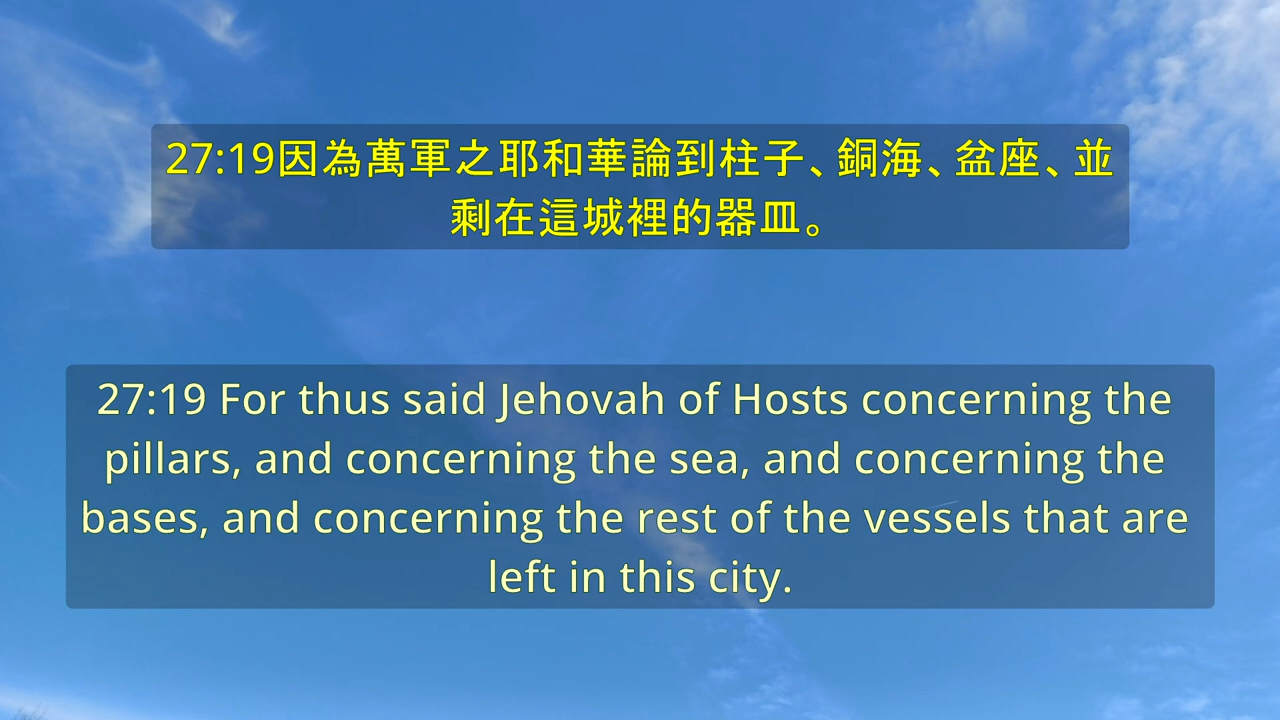 27:19因為萬軍之耶和華論到柱子、銅海、盆座、並
剩在這城裡的器皿。
27:19 For thus said Jehovah of Hosts concerning the
pillars, and concerning the sea, and concerning the
bases, and concerning the rest of the vessels that are
left in this city.